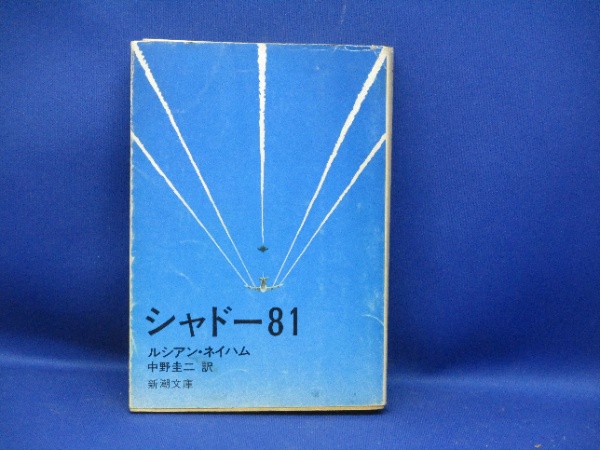 シャドー81
ルシアン・ネイハム
中野圭二 訳
新潮文庫